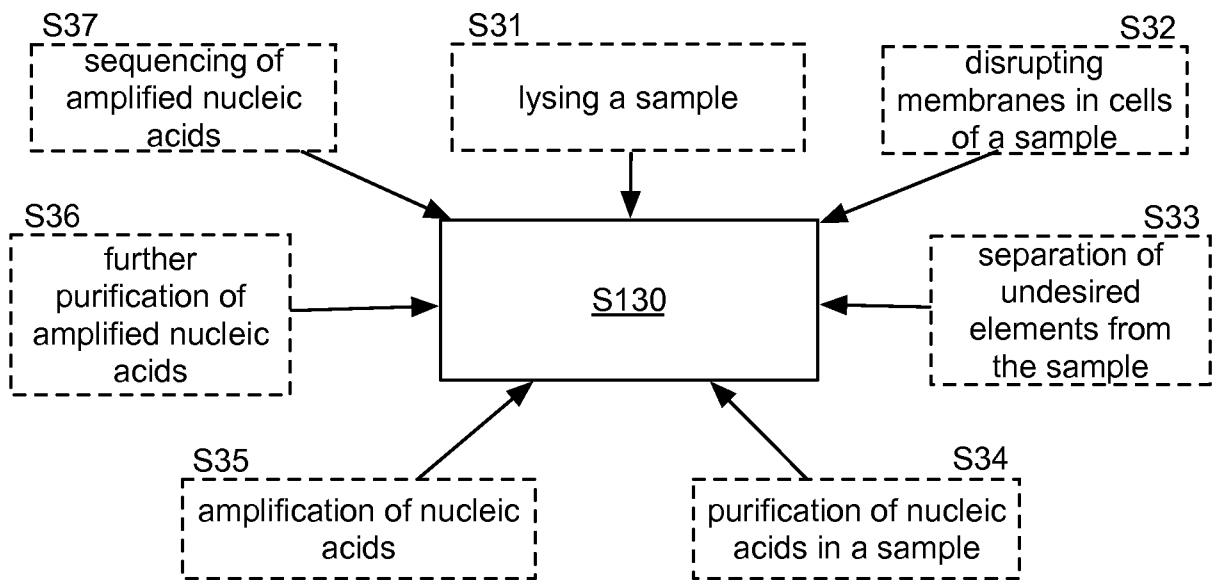 S37
sequencing of
amplified nucleic
acids
S31
lysing a sample
S32
disrupting
membranes in cells
of a sample
S36
further
purification of
amplified nucleic
acids
S130
S33
separation of
undesired
elements from
the sample
S35
amplification of nucleic
acids
S34
purification of nucleic
acids in a sample